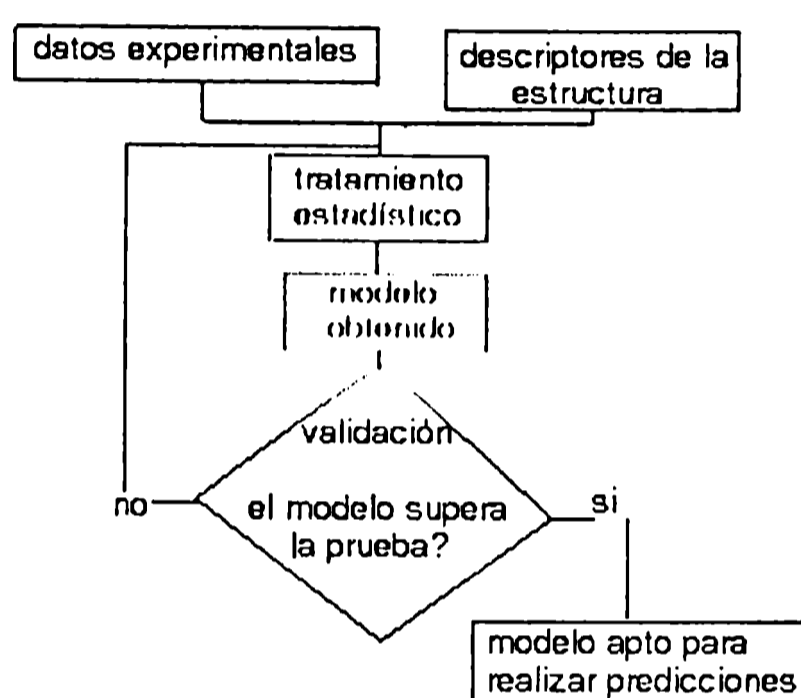 datos experimentales
descriptores de la
estructura
tratamiento
estadístico
modelo
obtenido
validación
no
el modelo supera
la prueba?
si
modelo apto para
realizar predicciones